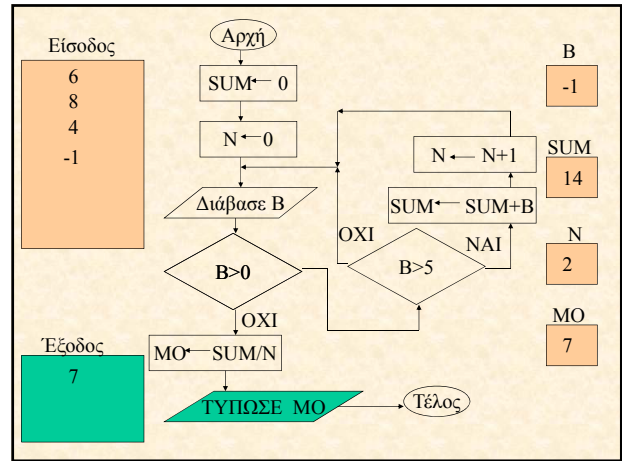 Είσοδος
6
8
4
-1
Αρχή
SUM 0
N 0
Διάβασε B
B>0
ΟΧΙ
MO SUM/N
ΤΥΠΩΣΕ MO
Τέλος
B>5
ΟΧΙ
ΝΑΙ
SUM SUM+B
N N+1
B
-1
SUM
14
N
2
MO
7
Έξοδος
7